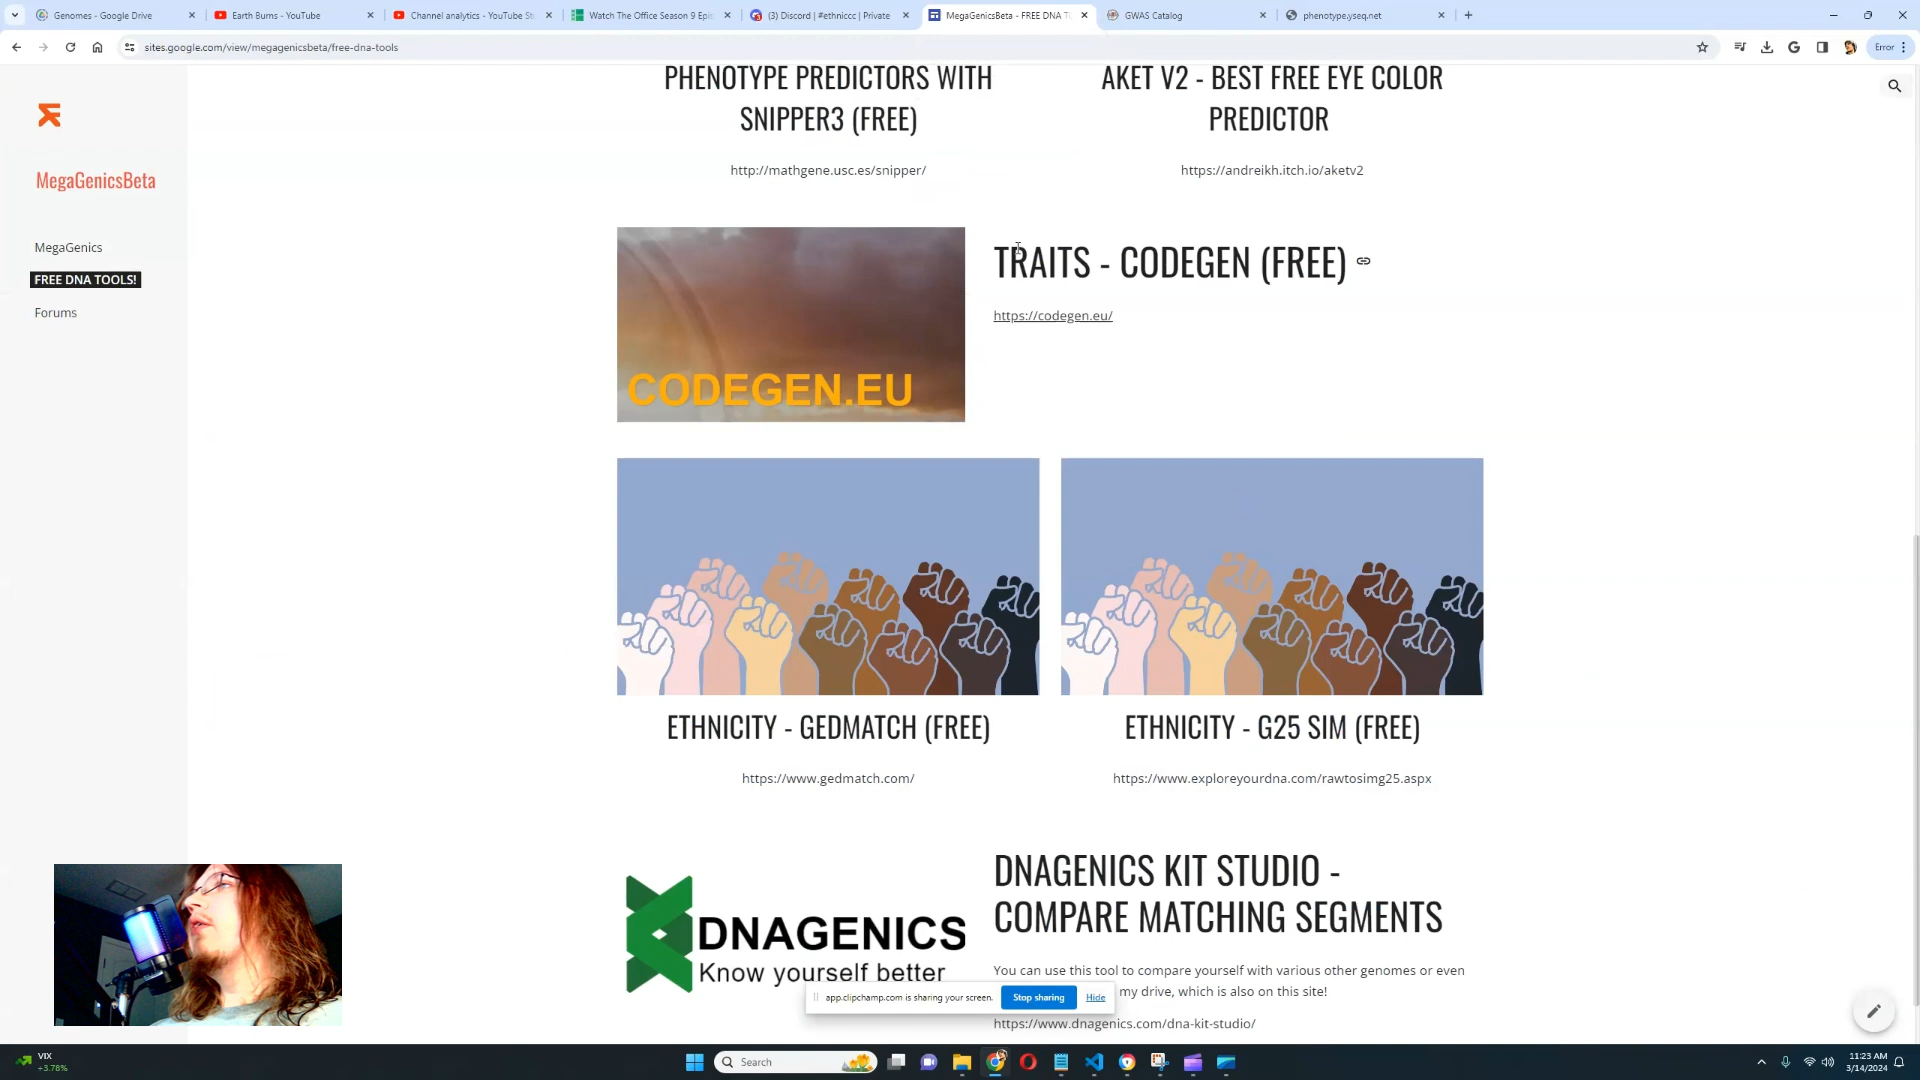 Genomes - Google Drive
Earth Burns - YouTube
Channel analytics - YouTube St
Watch The Office Season 9 Epis
(3) Discord | #ethniccc | Private
MegaGenicsBeta - FREE DNA TO
GWAS Catalog
phenotype.yseq.net
sites.google.com/view/megagenicsbeta/free-dna-tools
Error
MegaGenicsBeta
MegaGenics
FREE DNA TOOLS!
Forums
PHENOTYPE PREDICTORS WITH
SNIPPER3 (FREE)
http://mathgene.usc.es/snipper/
AKET V2 - BEST FREE EYE COLOR
PREDICTOR
https://andreikh.itch.io/aketv2
CODEGEN.EU
TRAITS - CODEGEN (FREE)
https://codegen.eu/
ETHNICITY - GEDMATCH (FREE)
https://www.gedmatch.com/
ETHNICITY - G25 SIM (FREE)
https://www.exploreyourdna.com/rawtosimg25.aspx
DNAGENICS
Know yourself better
DNAGENICS KIT STUDIO -
COMPARE MATCHING SEGMENTS
You can use this tool to compare yourself with various other genomes or even
my drive, which is also on this site!
https://www.dnagenics.com/dna-kit-studio/
app.clipchamp.com is sharing your screen.
Stop sharing
Hide
VIX
+3.78%
Search
11:23 AM
3/14/2024